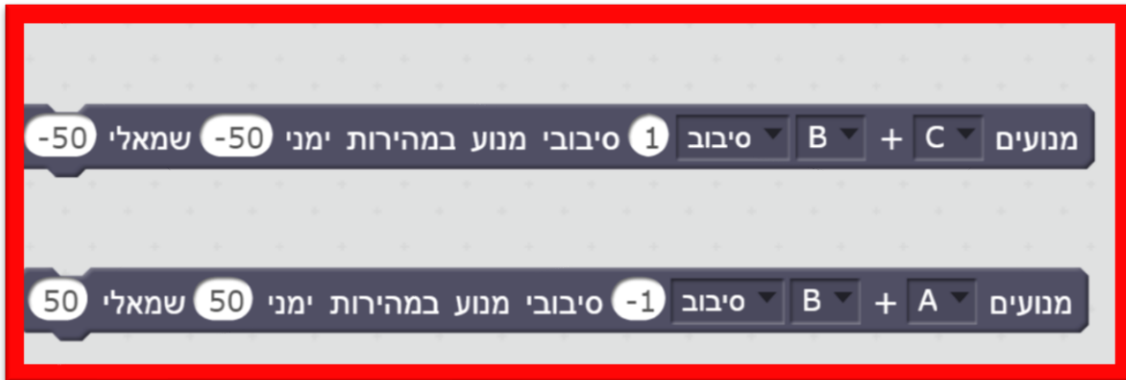 מנועים C + B סיבוב 1 סיבובי מנוע במהירות ימני -50 שמאלי -50
מנועים A + B סיבוב -1 סיבובי מנוע במהירות ימני 50 שמאלי 50